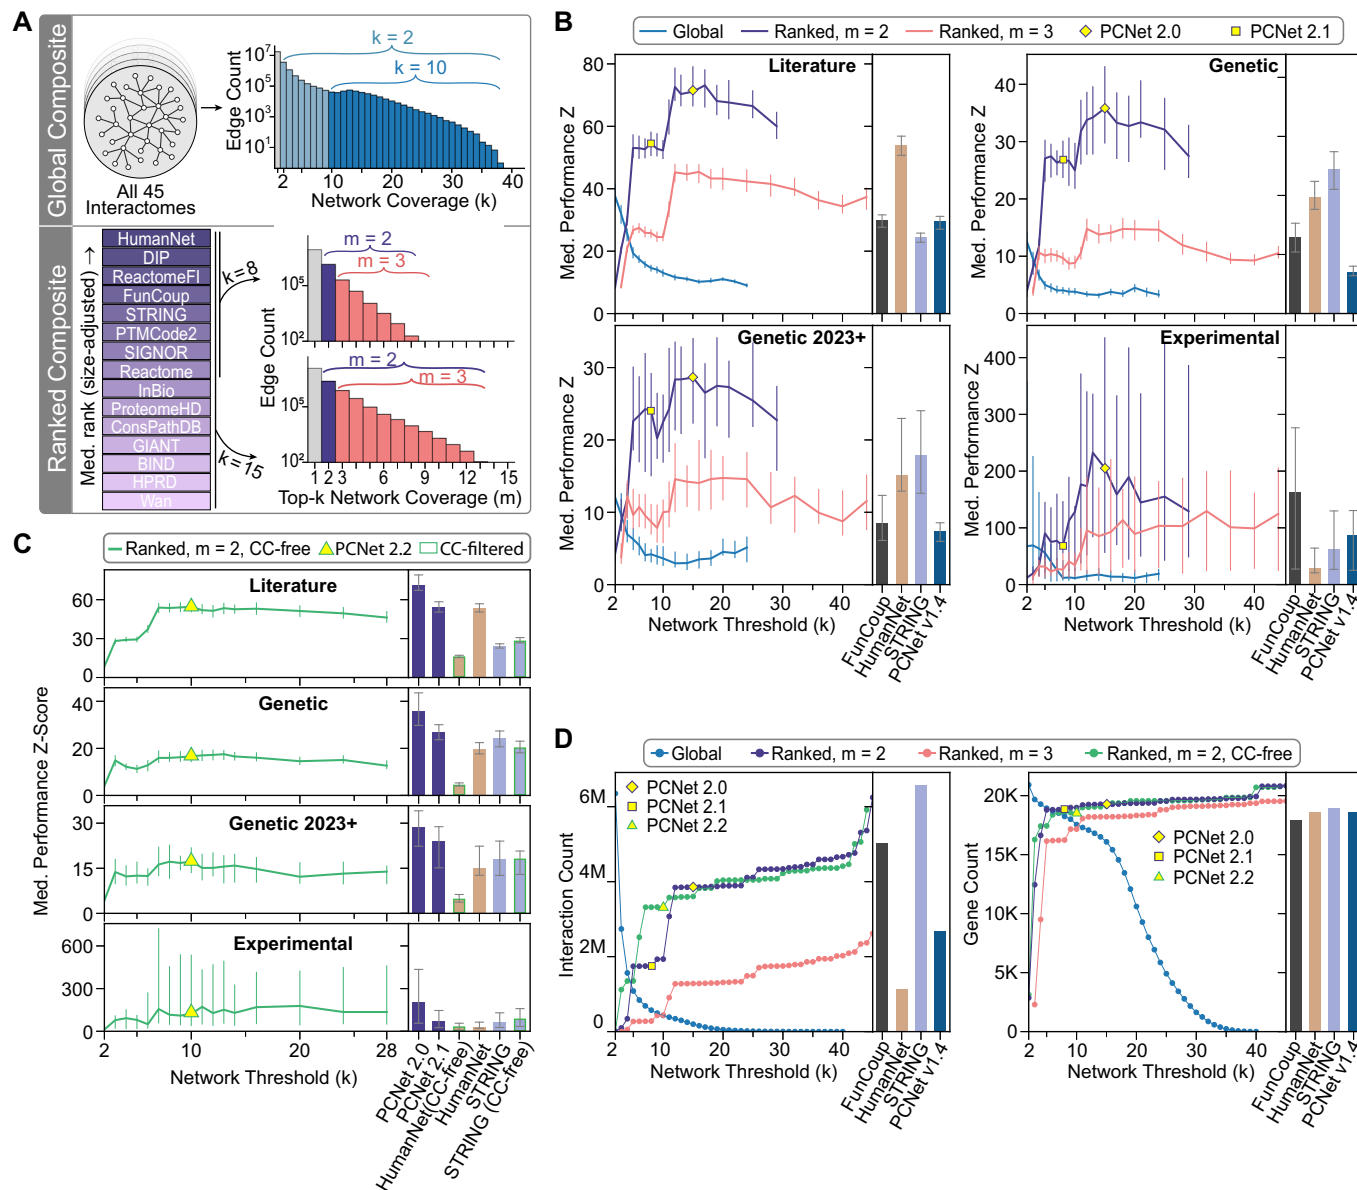 A
Global Composite
All 45
Interactomes
Edge Count
10^7
10^5
10^3
10^1
k = 2
k = 10
2
10
20
30
40
Network Coverage (k)
Ranked Composite
Med. rank (size-adjusted) →
HumanNet
DIP
ReactomeFI
FunCoup
STRING
PTMCode2
SIGNOR
Reactome
InBio
ProteomeHD
ConsPathDB
GIANT
BIND
HPRD
Wan
k = 8
k = 15
Edge Count
m = 2
m = 3
10^5
10^2
m = 2
m = 3
10^5
10^2
1 2 3 6 9 12 15
Top-k Network Coverage (m)
B
Global
Ranked, m = 2
Ranked, m = 3
PCNet 2.0
PCNet 2.1
Literature
Med. Performance Z
80
60
40
20
0
Genetic
Med. Performance Z
40
30
20
10
0
Genetic 2023+
Med. Performance Z
30
20
10
0
2 10 20 30 40
Network Threshold (k)
FunCoup
HumanNet
STRING
PCNet v1.4
Experimental
Med. Performance Z
400
300
200
100
0
2 10 20 30 40
Network Threshold (k)
FunCoup
HumanNet
STRING
PCNet v1.4
C
Ranked, m = 2, CC-free
PCNet 2.2
CC-filtered
Med. Performance Z-Score
Literature
60
30
0
Genetic
40
20
0
Genetic 2023+
30
15
0
Experimental
600
300
0
2 10 20 28
Network Threshold (k)
PCNet 2.0
PCNet 2.1
HumanNet(CC-free)
HumanNet
STRING
STRING (CC-free)
D
Global
Ranked, m = 2
Ranked, m = 3
Ranked, m = 2, CC-free
PCNet 2.0
PCNet 2.1
PCNet 2.2
Interaction Count
6M
4M
2M
0
2 10 20 30 40
Network Threshold (k)
FunCoup
HumanNet
STRING
PCNet v1.4
Gene Count
20K
15K
10K
5K
0
PCNet 2.0
PCNet 2.1
PCNet 2.2
2 10 20 30 40
Network Threshold (k)
FunCoup
HumanNet
STRING
PCNet v1.4